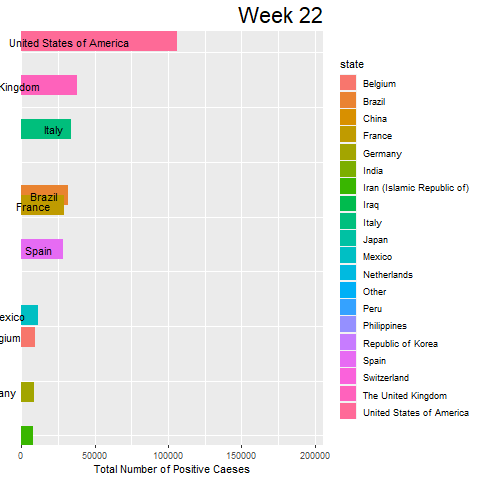 Week 22
United States of America
Kingdom
Italy
Brazil
France
Spain
exico
gium
any
0
50000
100000
150000
200000
Total Number of Positive Caeses
state
Belgium
Brazil
China
France
Germany
India
Iran (Islamic Republic of)
Iraq
Italy
Japan
Mexico
Netherlands
Other
Peru
Philippines
Republic of Korea
Spain
Switzerland
The United Kingdom
United States of America